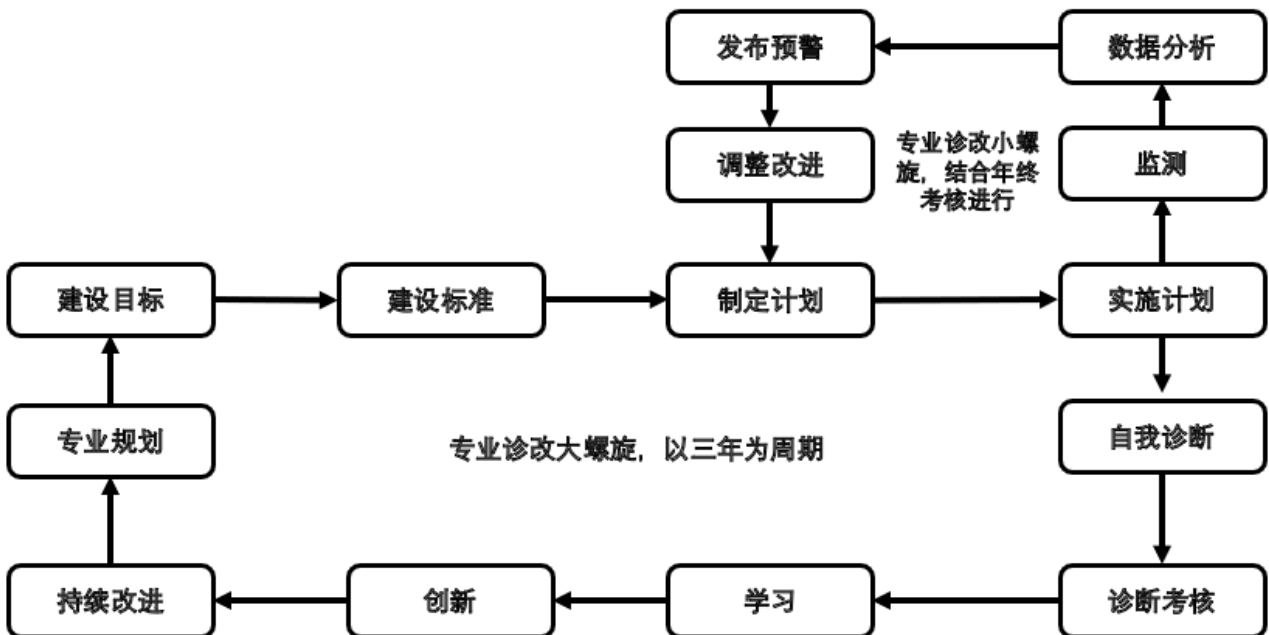 发布预警
数据分析
调整改进
专业诊改小螺
旋，结合年终
考核进行
监测
建设目标
建设标准
制定计划
实施计划
专业规划
专业诊改大螺旋，以三年为周期
自我诊断
持续改进
创新
学习
诊断考核